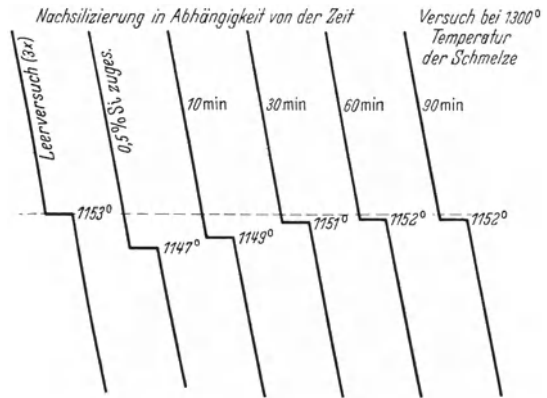 Nachsilizierung in Abhängigkeit von der Zeit
Versuch bei 1300°
Temperatur
der Schmelze
Leerversuch (3x)
0,5% Si zuges.
10 min
30 min
60 min
90 min
1153°
1147°
1149°
1151°
1152°
1152°